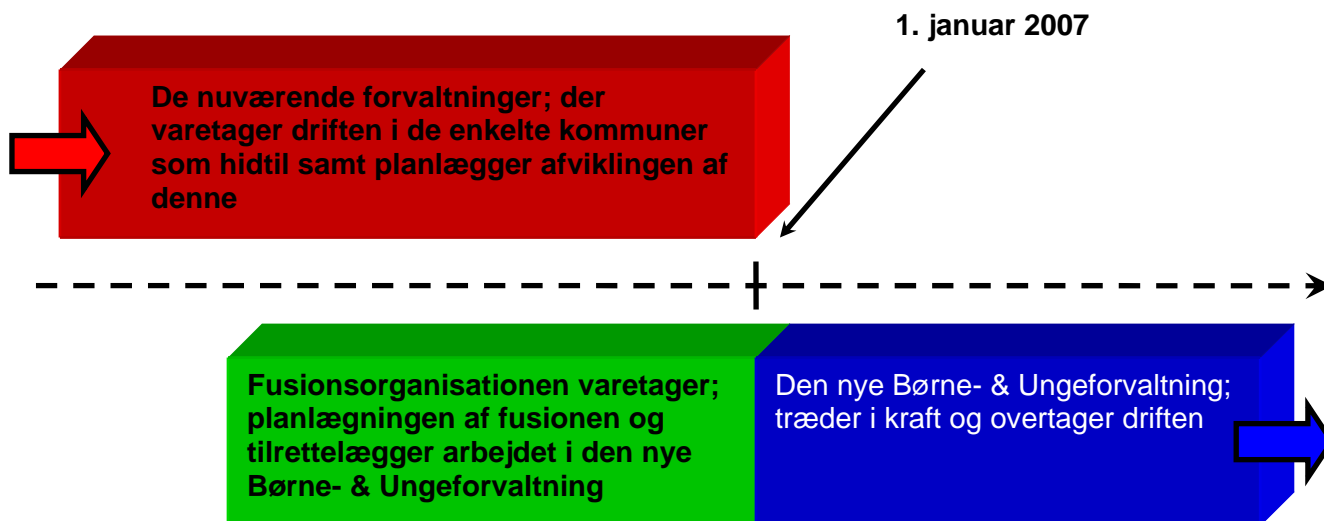 1. januar 2007
De nuværende forvaltninger; der
varetager driften i de enkelte kommuner
som hidtil samt planlægger afviklingen af
denne
Fusionsorganisationen varetager;
planlægningen af fusionen og
tilrettelægger arbejdet i den nye
Børne- & Ungeforvaltning
Den nye Børne- & Ungeforvaltning;
træder i kraft og overtager driften